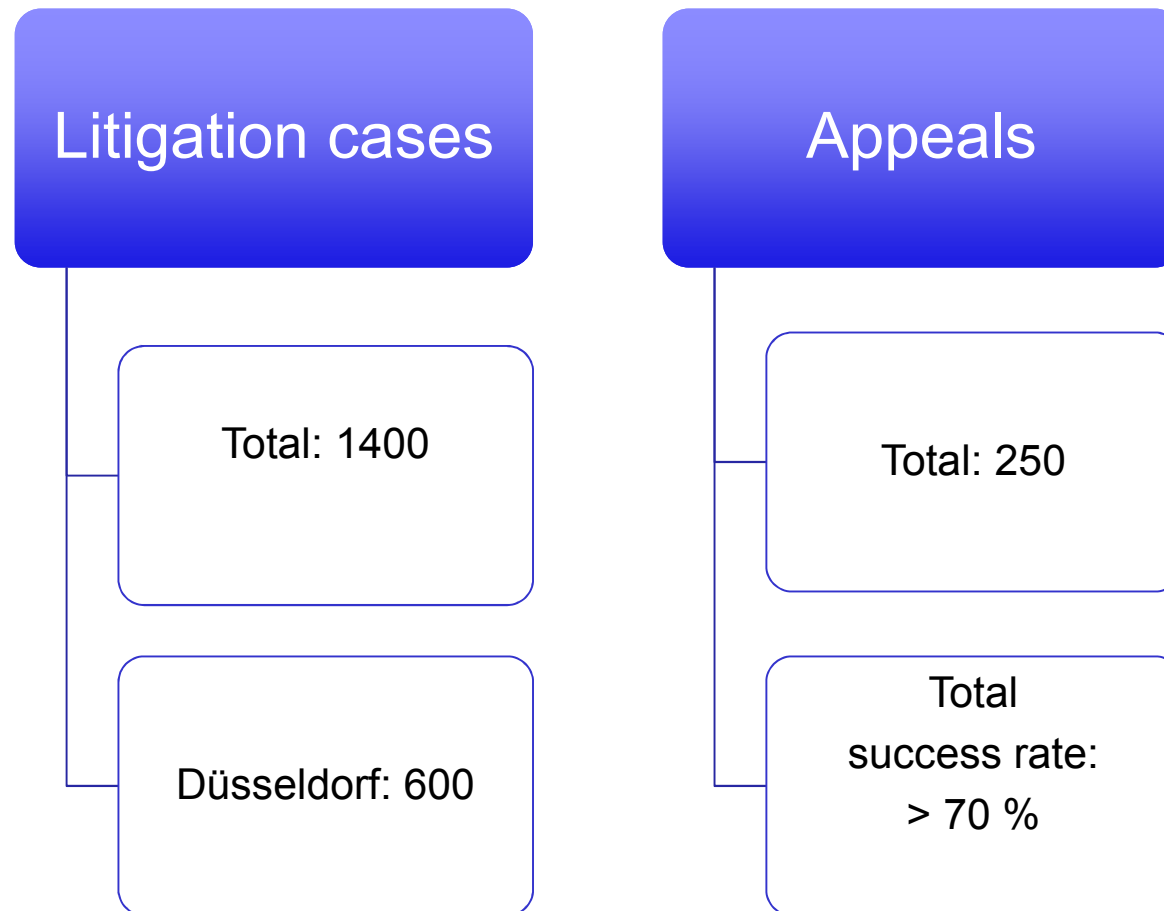 Litigation cases
Total: 1400
Düsseldorf: 600
Appeals
Total: 250
Total
success rate:
> 70 %